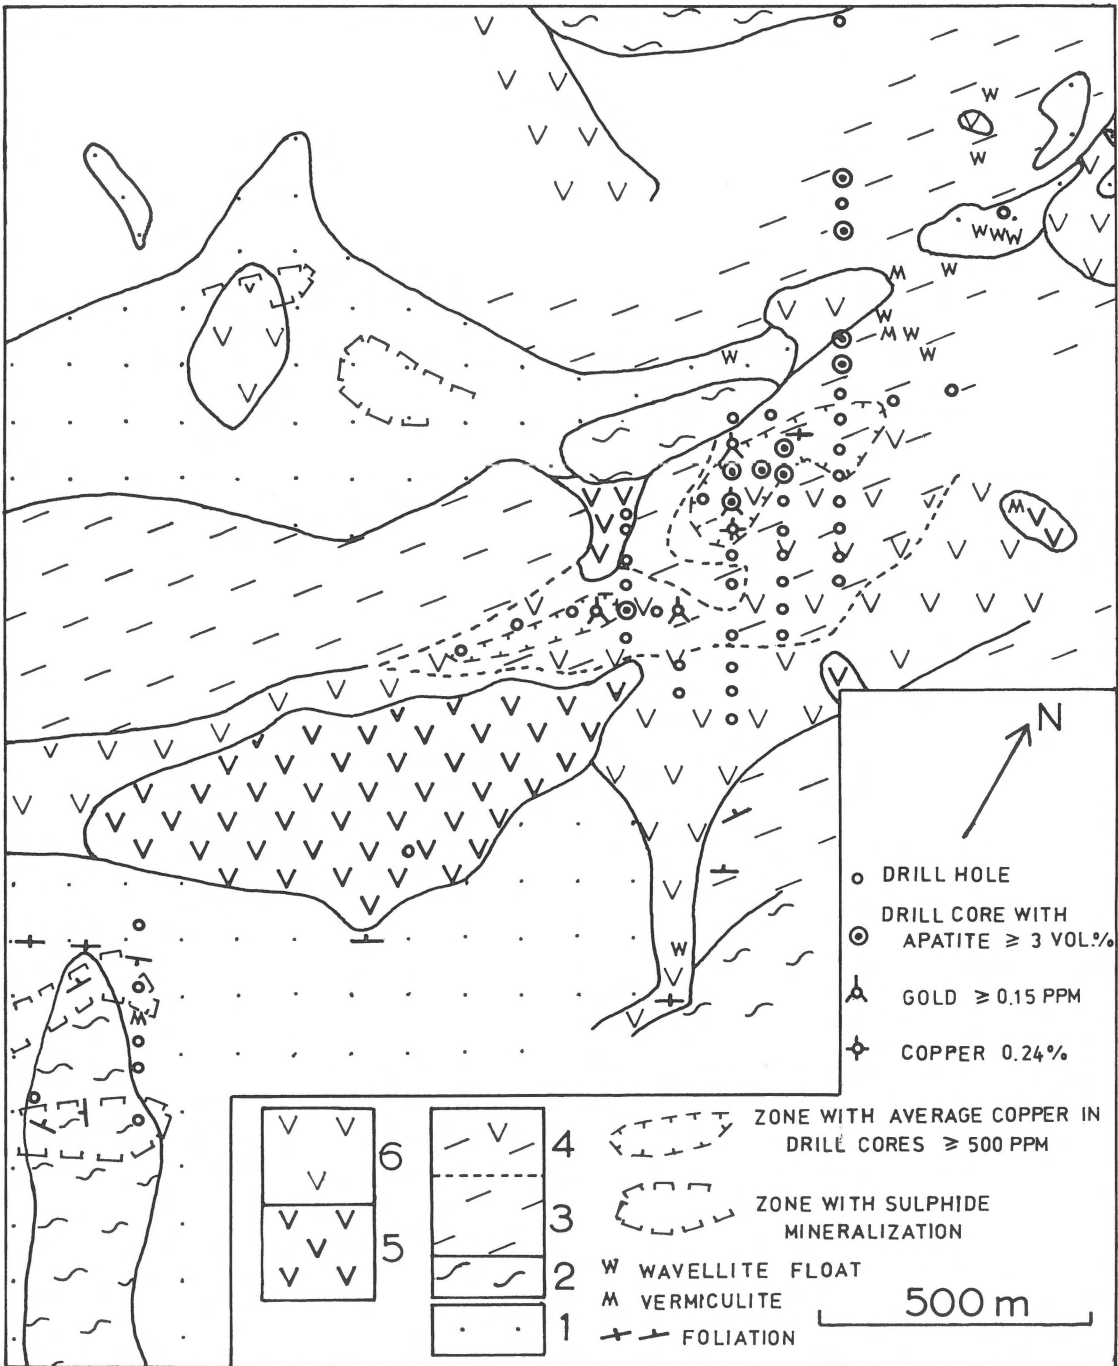 W
W
W
W W W
M
W
W
M W
W
W
M
W
M
N
DRILL HOLE
DRILL CORE WITH
APATITE ≥ 3 VOL.%
GOLD ≥ 0.15 PPM
COPPER 0.24%
6
5
4
3
2
1
ZONE WITH AVERAGE COPPER IN
DRILL CORES ≥ 500 PPM
ZONE WITH SULPHIDE
MINERALIZATION
W WAVELLITE FLOAT
M VERMICULITE
FOLIATION
500 m